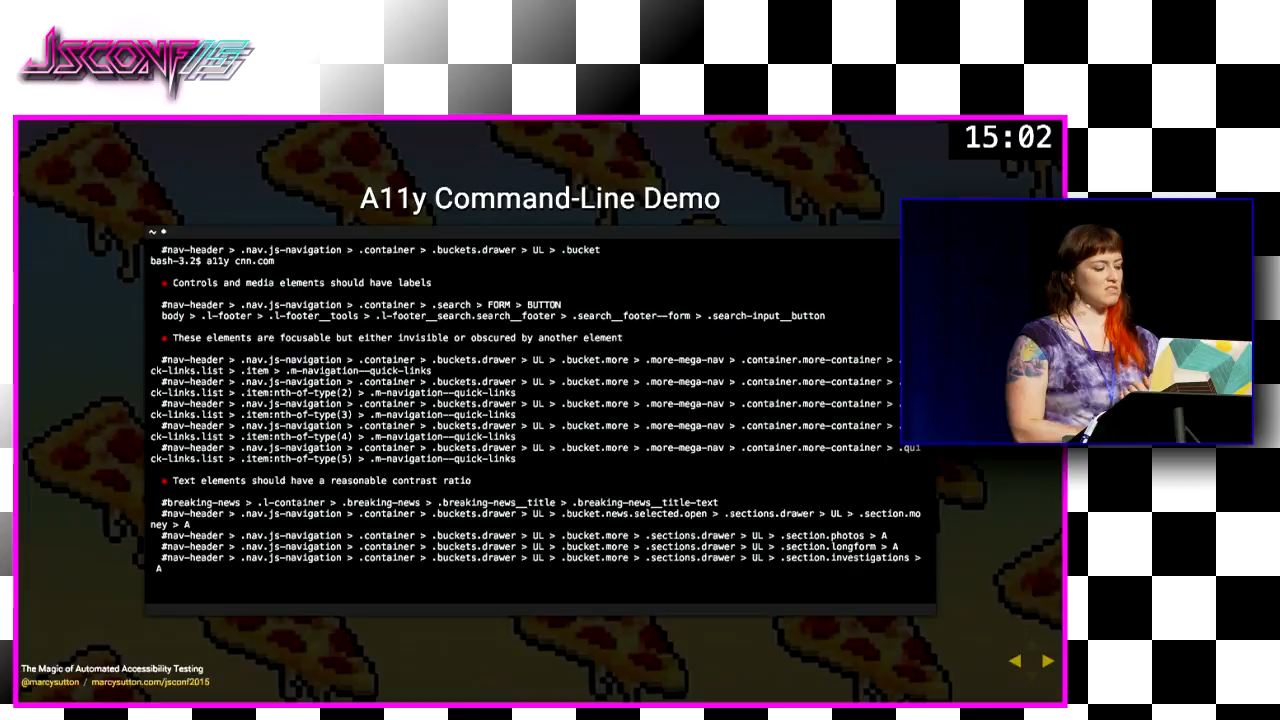 JSCONF15
15:02
A11y Command-Line Demo
~
#nav-header > .nav.js-navigation > .container > .buckets.drawer > UL > .bucket
bash-3.2$ a11y cnn.com
Controls and media elements should have labels
#nav-header > .nav.js-navigation > .container > .search > FORM > BUTTON
body > .l-footer > .l-footer__tools > .l-footer__search.search__footer > .search__footer--form > .search-input__button
These elements are focusable but either invisible or obscured by another element
#nav-header > .nav.js-navigation > .container > .buckets.drawer > UL > .bucket.more > .more-mega-nav > .container.more-container >
ck-links.list > .item > .m-navigation--quick-links
#nav-header > .nav.js-navigation > .container > .buckets.drawer > UL > .bucket.more > .more-mega-nav > .container.more-container >
ck-links.list > .item:nth-of-type(2) > .m-navigation--quick-links
#nav-header > .nav.js-navigation > .container > .buckets.drawer > UL > .bucket.more > .more-mega-nav > .container.more-container >
ck-links.list > .item:nth-of-type(3) > .m-navigation--quick-links
#nav-header > .nav.js-navigation > .container > .buckets.drawer > UL > .bucket.more > .more-mega-nav > .container.more-container >
ck-links.list > .item:nth-of-type(4) > .m-navigation--quick-links
#nav-header > .nav.js-navigation > .container > .buckets.drawer > UL > .bucket.more > .more-mega-nav > .container.more-container > .qui
ck-links.list > .item:nth-of-type(5) > .m-navigation--quick-links
Text elements should have a reasonable contrast ratio
#breaking-news > .l-container > .breaking-news > .breaking-news__title > .breaking-news__title-text
#nav-header > .nav.js-navigation > .container > .buckets.drawer > UL > .bucket.news.selected.open > .sections.drawer > UL > .section.mo
ney > A
#nav-header > .nav.js-navigation > .container > .buckets.drawer > UL > .bucket.more > .sections.drawer > UL > .section.photos > A
#nav-header > .nav.js-navigation > .container > .buckets.drawer > UL > .bucket.more > .sections.drawer > UL > .section.longform > A
#nav-header > .nav.js-navigation > .container > .buckets.drawer > UL > .bucket.more > .sections.drawer > UL > .section.investigations >
A
The Magic of Automated Accessibility Testing
@marcysutton / marcysutton.com/jsconf2015